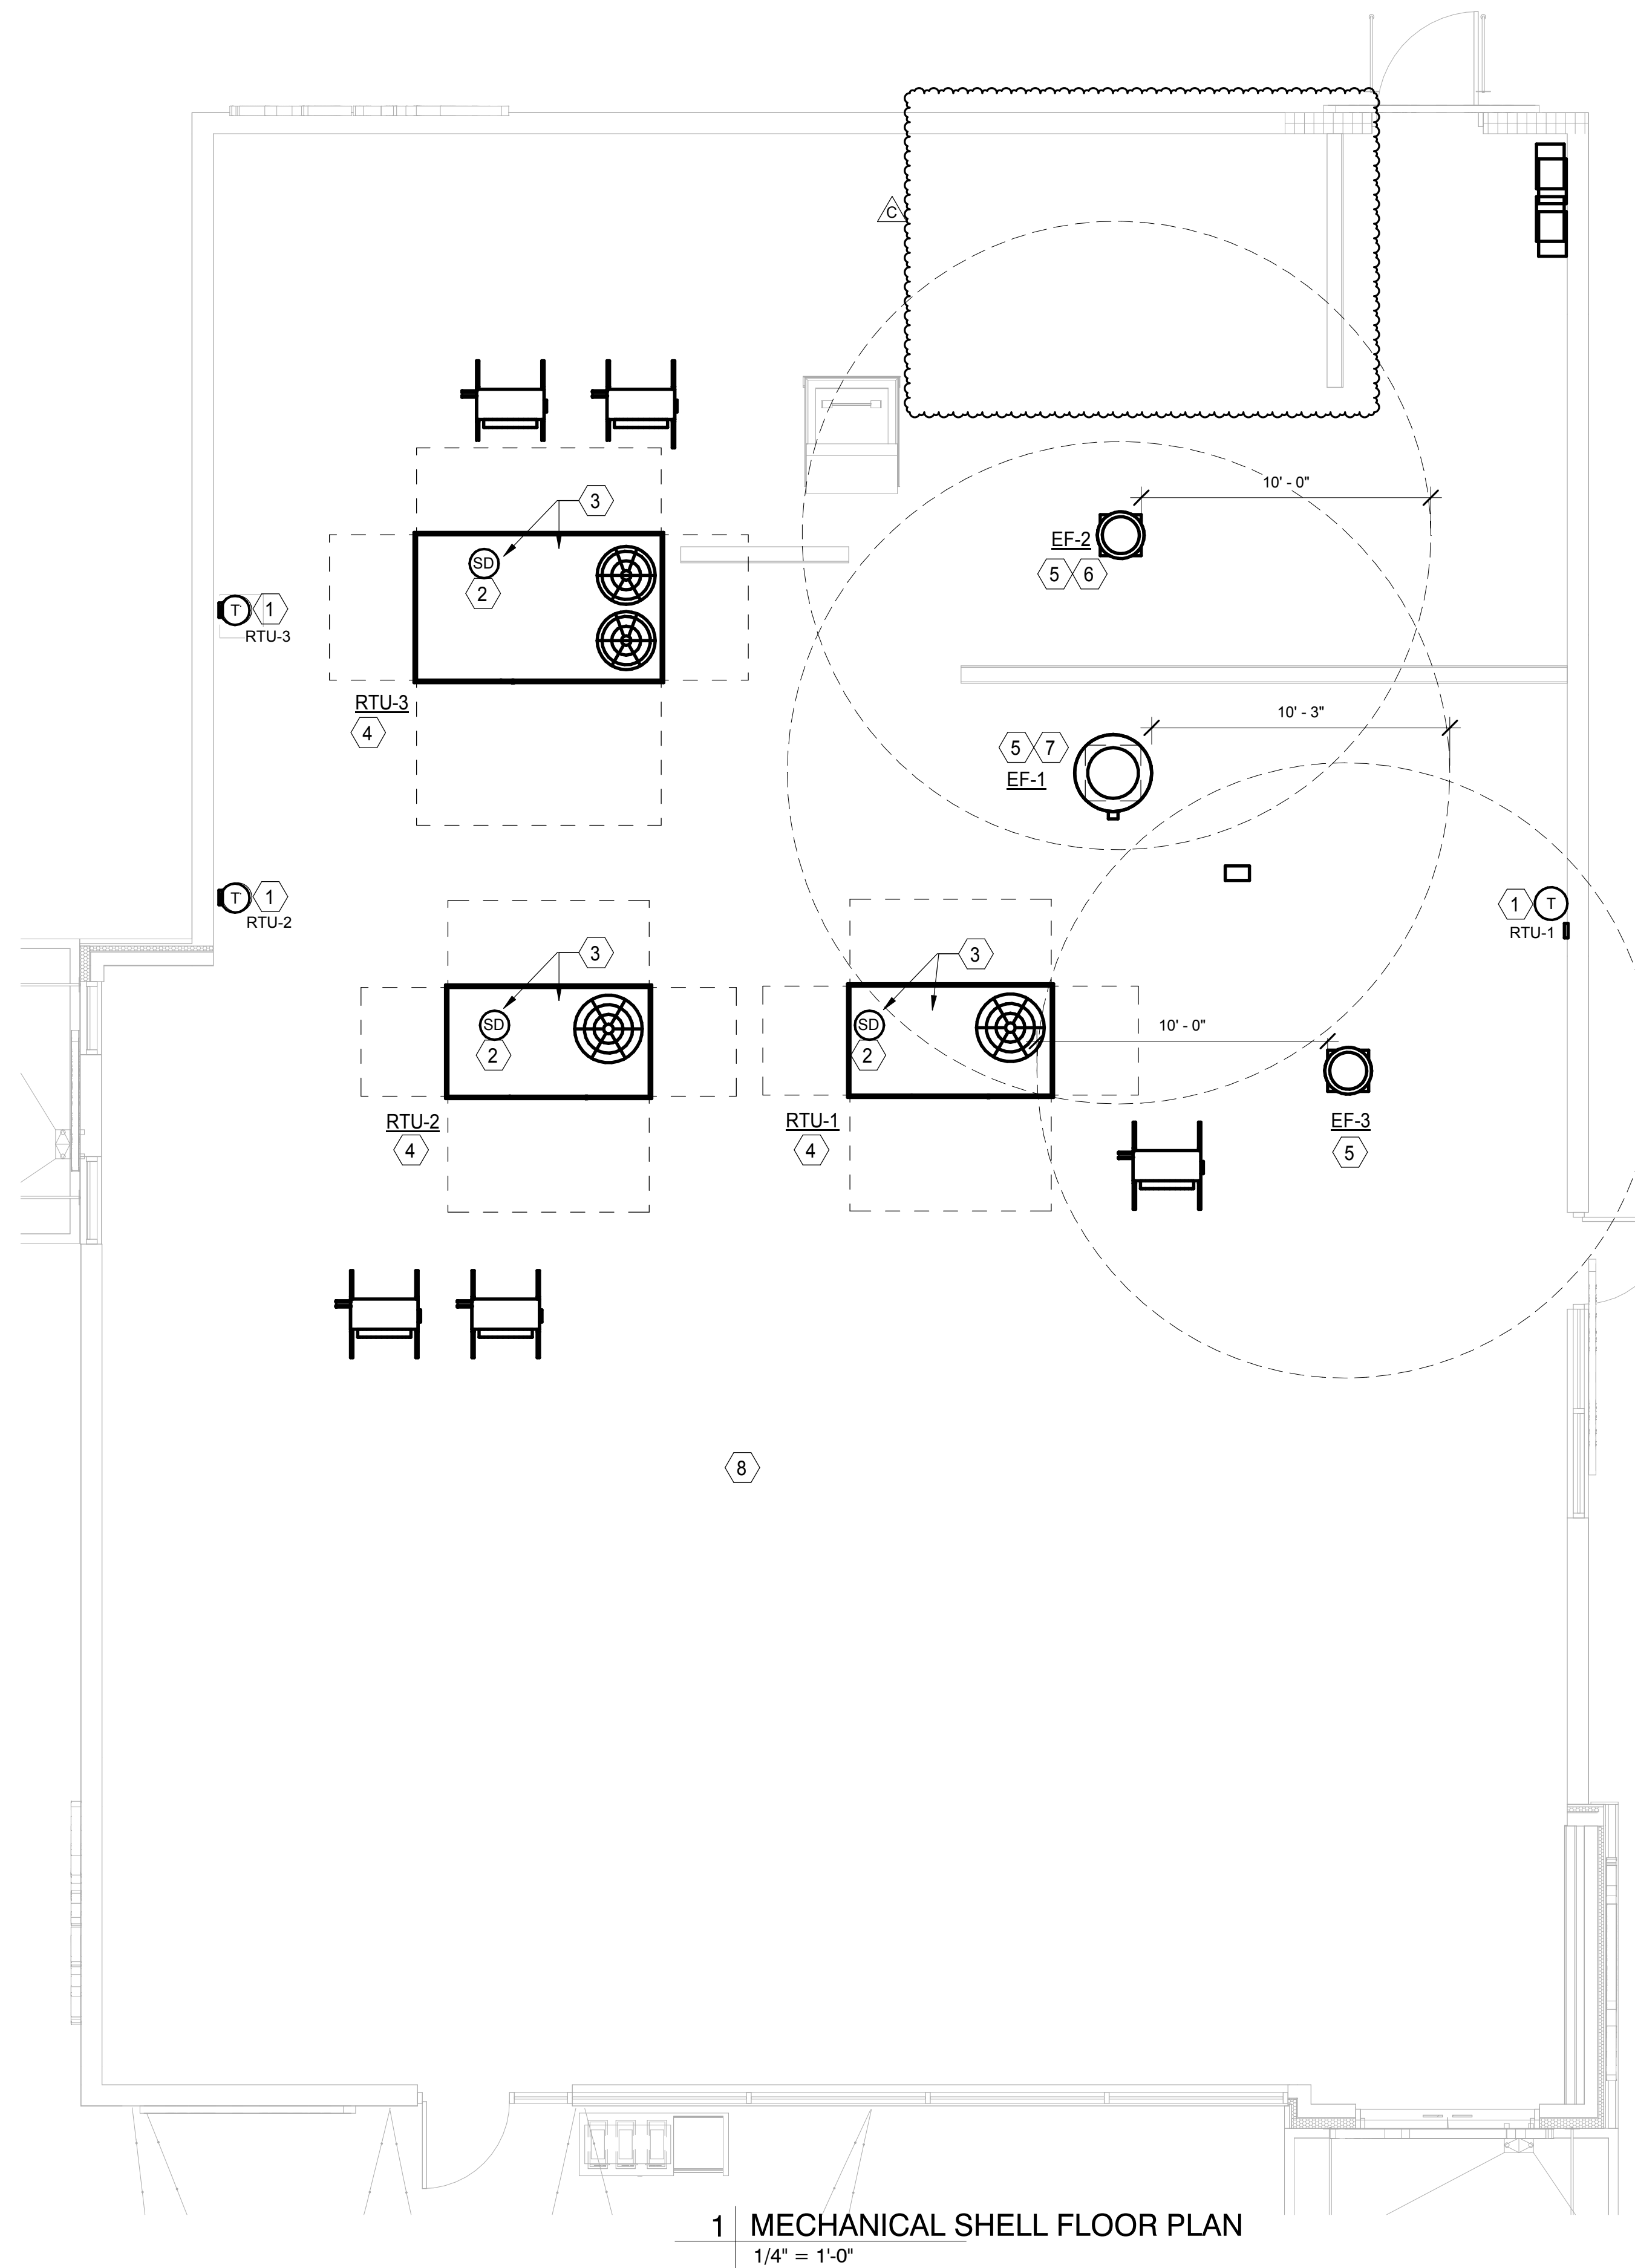 C
10' - 0"
3
EF-2
5 6
SD
2
T 1
RTU-3
RTU-3
4
10' - 3"
5 7
EF-1
T 1
RTU-2
1 T
RTU-1
3
3
SD
2
SD
2
10' - 0"
RTU-2
4
RTU-1
4
EF-3
5
8
1 MECHANICAL SHELL FLOOR PLAN
1/4" = 1'-0"